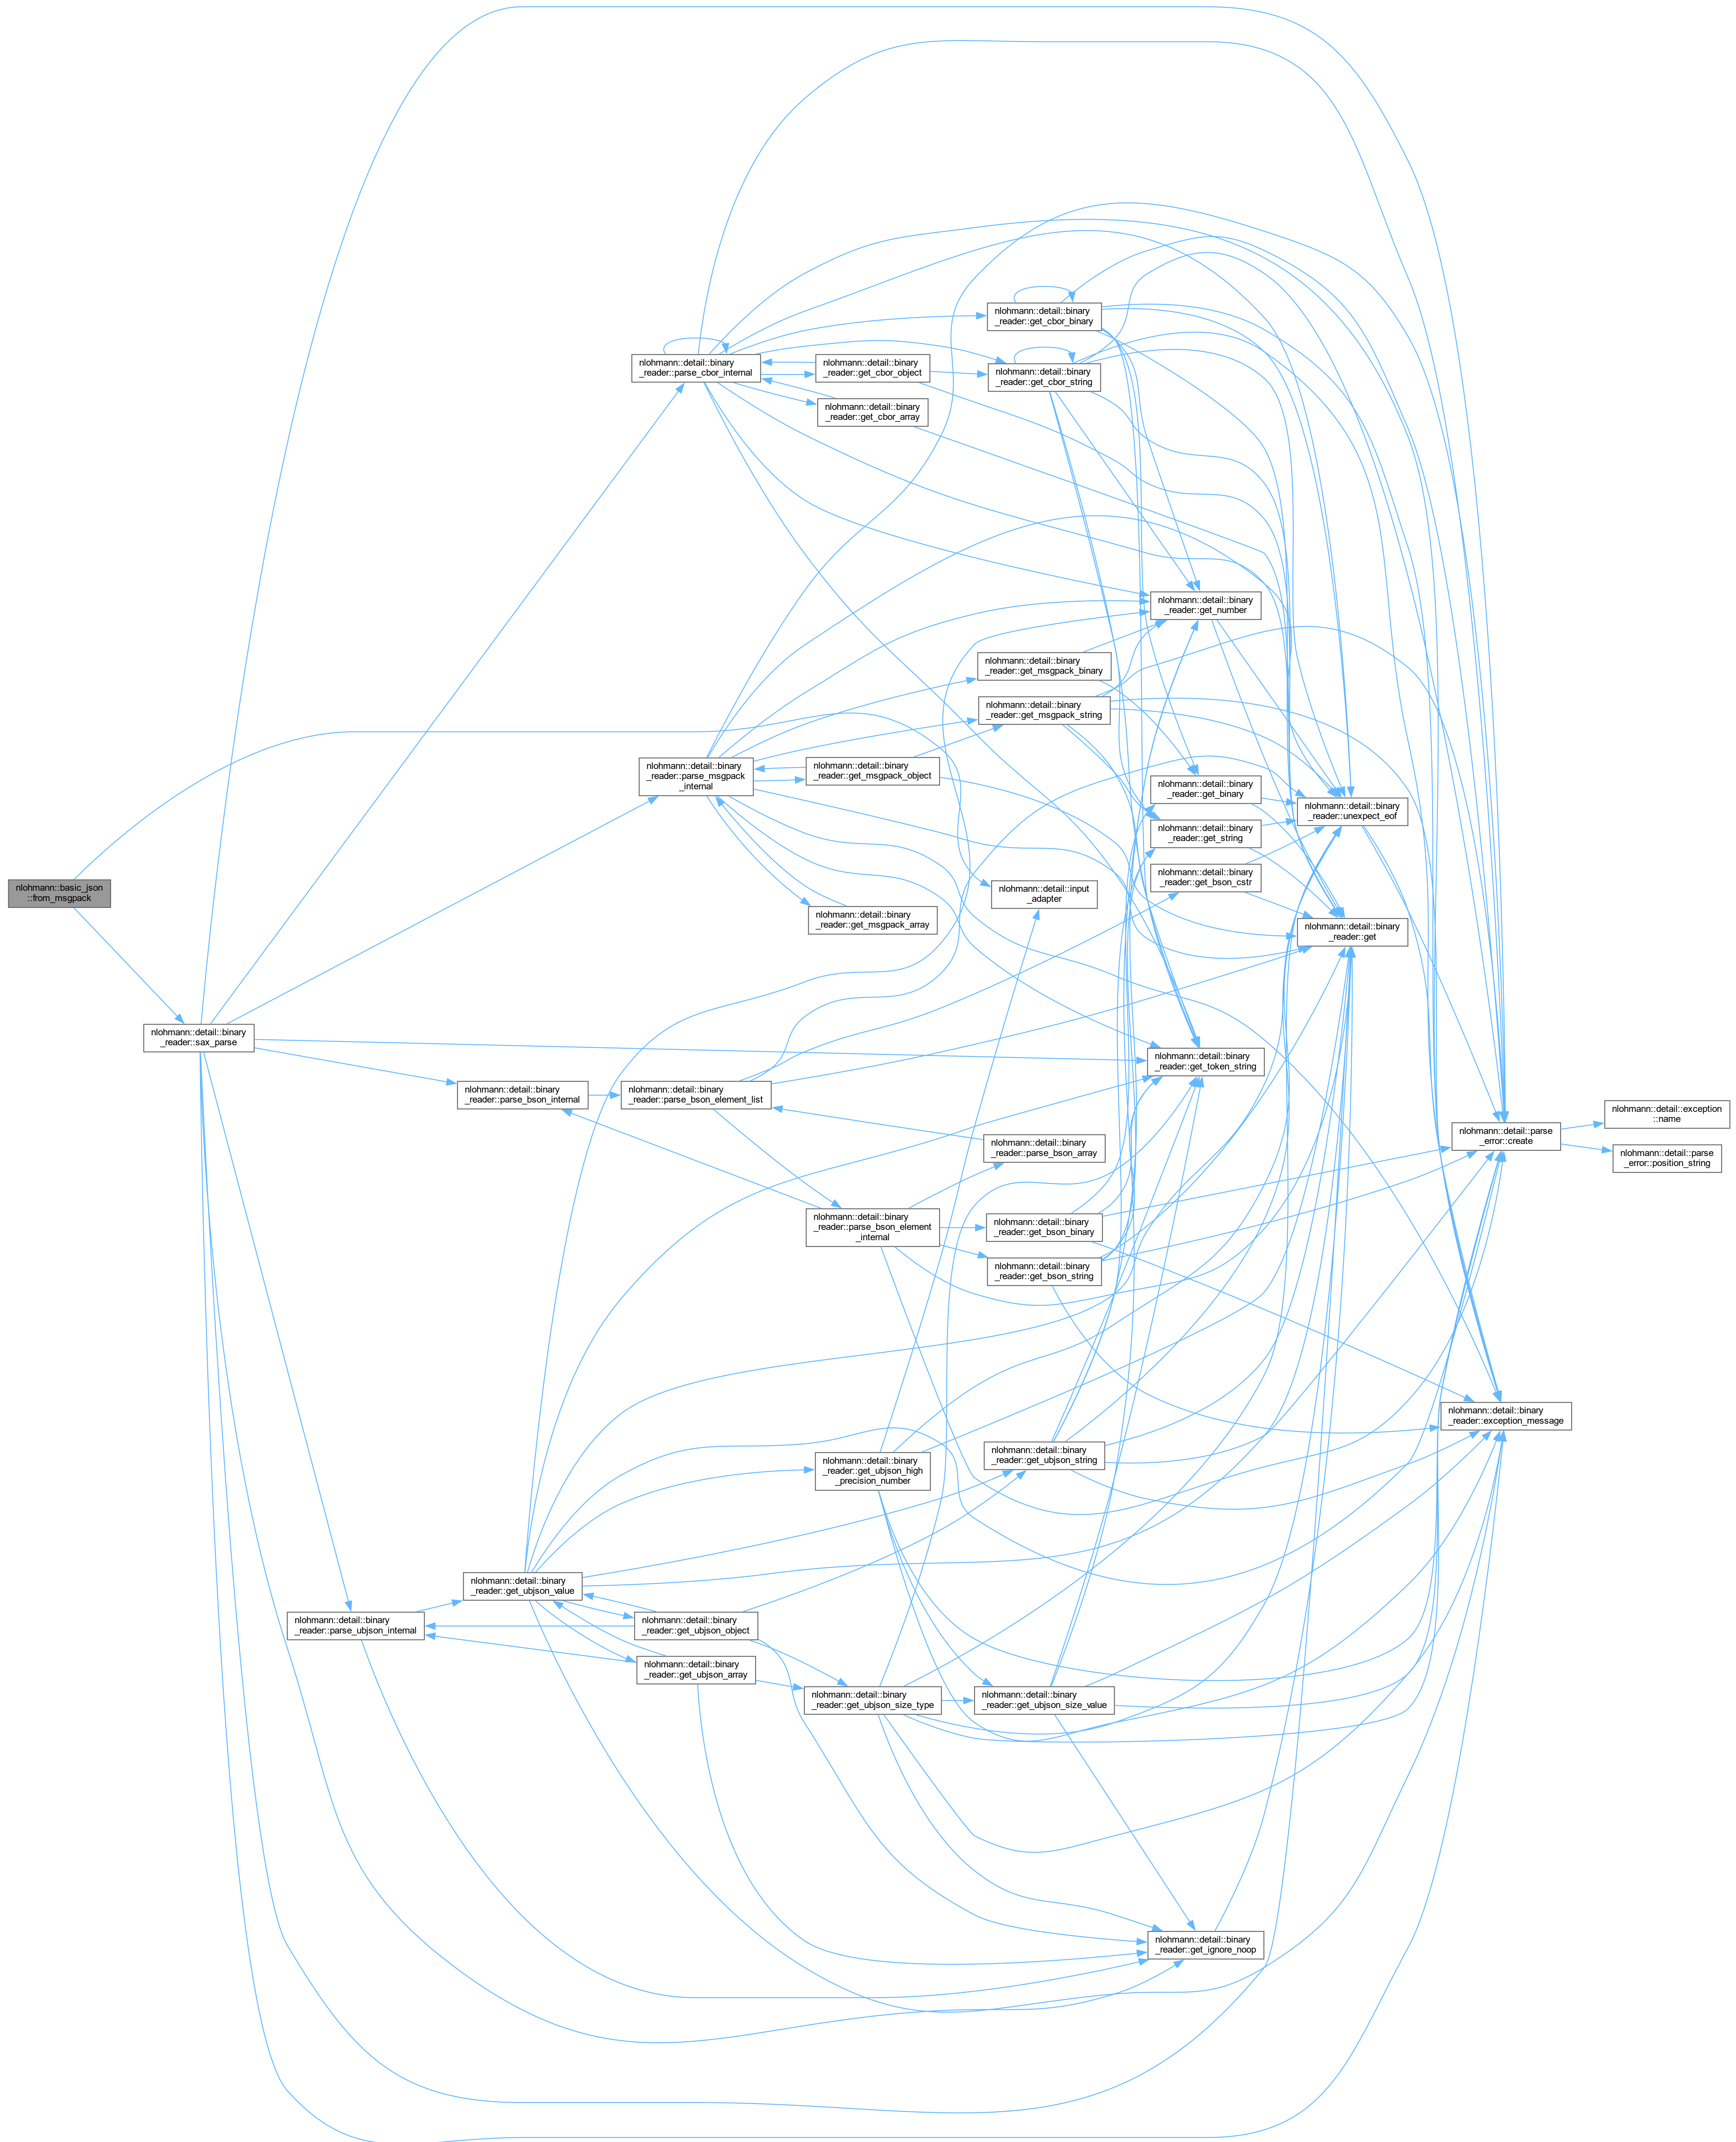 nlohmann::basic_json
::from_msgpack
nlohmann::detail::binary
_reader::sax_parse
nlohmann::detail::binary
_reader::parse_ubjson_internal
nlohmann::detail::binary
_reader::parse_bson_internal
nlohmann::detail::binary
_reader::get_ubjson_value
nlohmann::detail::binary
_reader::parse_cbor_internal
nlohmann::detail::binary
_reader::parse_msgpack
_internal
nlohmann::detail::binary
_reader::parse_bson_element_list
nlohmann::detail::binary
_reader::get_ubjson_object
nlohmann::detail::binary
_reader::get_ubjson_array
nlohmann::detail::binary
_reader::get_cbor_object
nlohmann::detail::binary
_reader::get_cbor_array
nlohmann::detail::binary
_reader::get_msgpack_object
nlohmann::detail::binary
_reader::get_msgpack_array
nlohmann::detail::binary
_reader::parse_bson_element
_internal
nlohmann::detail::binary
_reader::get_ubjson_high
_precision_number
nlohmann::detail::binary
_reader::get_ubjson_size_type
nlohmann::detail::binary
_reader::get_cbor_binary
nlohmann::detail::binary
_reader::get_cbor_string
nlohmann::detail::binary
_reader::get_msgpack_binary
nlohmann::detail::binary
_reader::get_msgpack_string
nlohmann::detail::input
_adapter
nlohmann::detail::binary
_reader::parse_bson_array
nlohmann::detail::binary
_reader::get_bson_binary
nlohmann::detail::binary
_reader::get_bson_string
nlohmann::detail::binary
_reader::get_ubjson_string
nlohmann::detail::binary
_reader::get_ubjson_size_value
nlohmann::detail::binary
_reader::get_number
nlohmann::detail::binary
_reader::get_binary
nlohmann::detail::binary
_reader::get_string
nlohmann::detail::binary
_reader::get_bson_cstr
nlohmann::detail::binary
_reader::get_token_string
nlohmann::detail::binary
_reader::get_ignore_noop
nlohmann::detail::binary
_reader::unexpect_eof
nlohmann::detail::binary
_reader::get
nlohmann::detail::parse
_error::create
nlohmann::detail::binary
_reader::exception_message
nlohmann::detail::exception
::name
nlohmann::detail::parse
_error::position_string